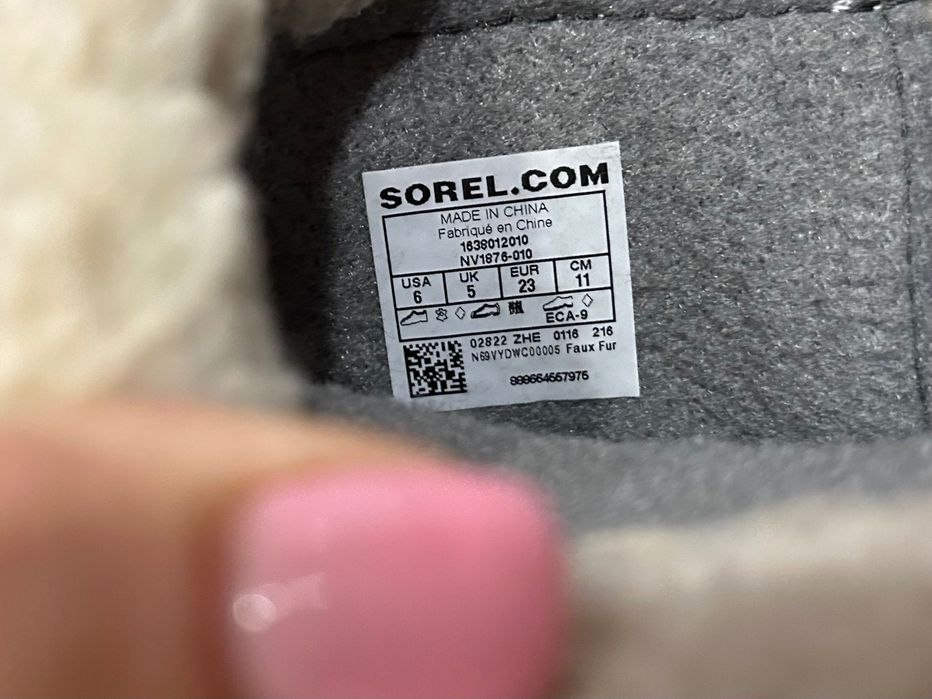 SOREL.COM
MADE IN CHINA
Fabriqué en Chine
1638012010
NV1876-010
USA UK EUR CM
6 5 23 11
ECA-9
02822 ZHE 0116 216
N69VYDWC00005 Faux Fur
888664557976